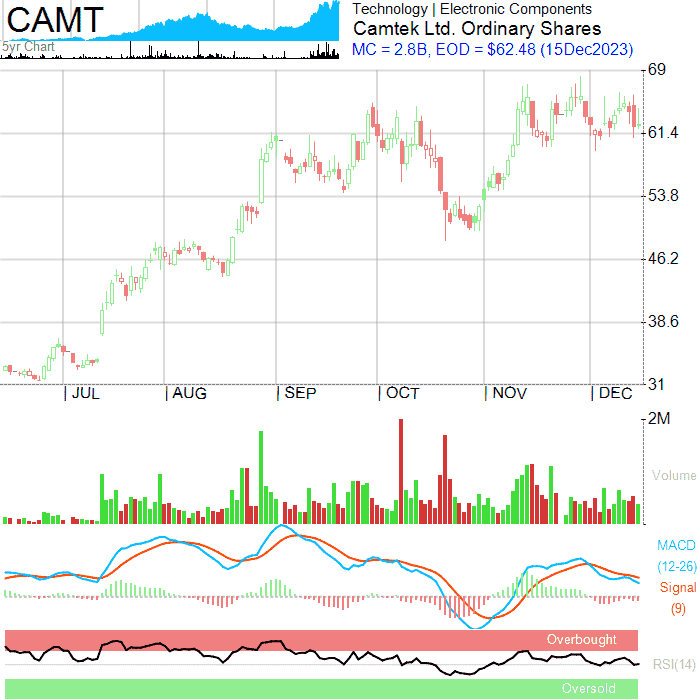 CAMT
5yr Chart
Technology | Electronic Components
Camtek Ltd. Ordinary Shares
MC = 2.8B, EOD = $62.48 (15Dec2023)
69
61.4
53.8
46.2
38.6
31
JUL
AUG
SEP
OCT
NOV
DEC
2M
Volume
MACD
(12-26)
Signal
(9)
Overbought
RSI(14)
Oversold